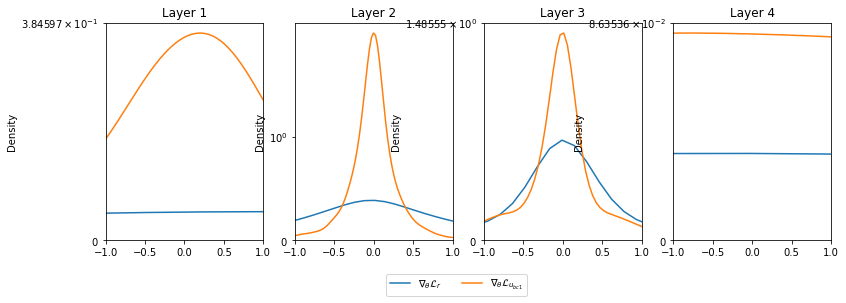 Layer 1
Layer 2
Layer 3
Layer 4
3.84597 × 10⁻¹
1.48555 × 10⁰
8.63536 × 10⁻²
10⁰
Density
Density
Density
Density
0
0
0
0
−1.0 −0.5 0.0 0.5 1.0
−1.0 −0.5 0.0 0.5 1.0
−1.0 −0.5 0.0 0.5 1.0
−1.0 −0.5 0.0 0.5 1.0
∇θℒr ∇θℒu_bc1